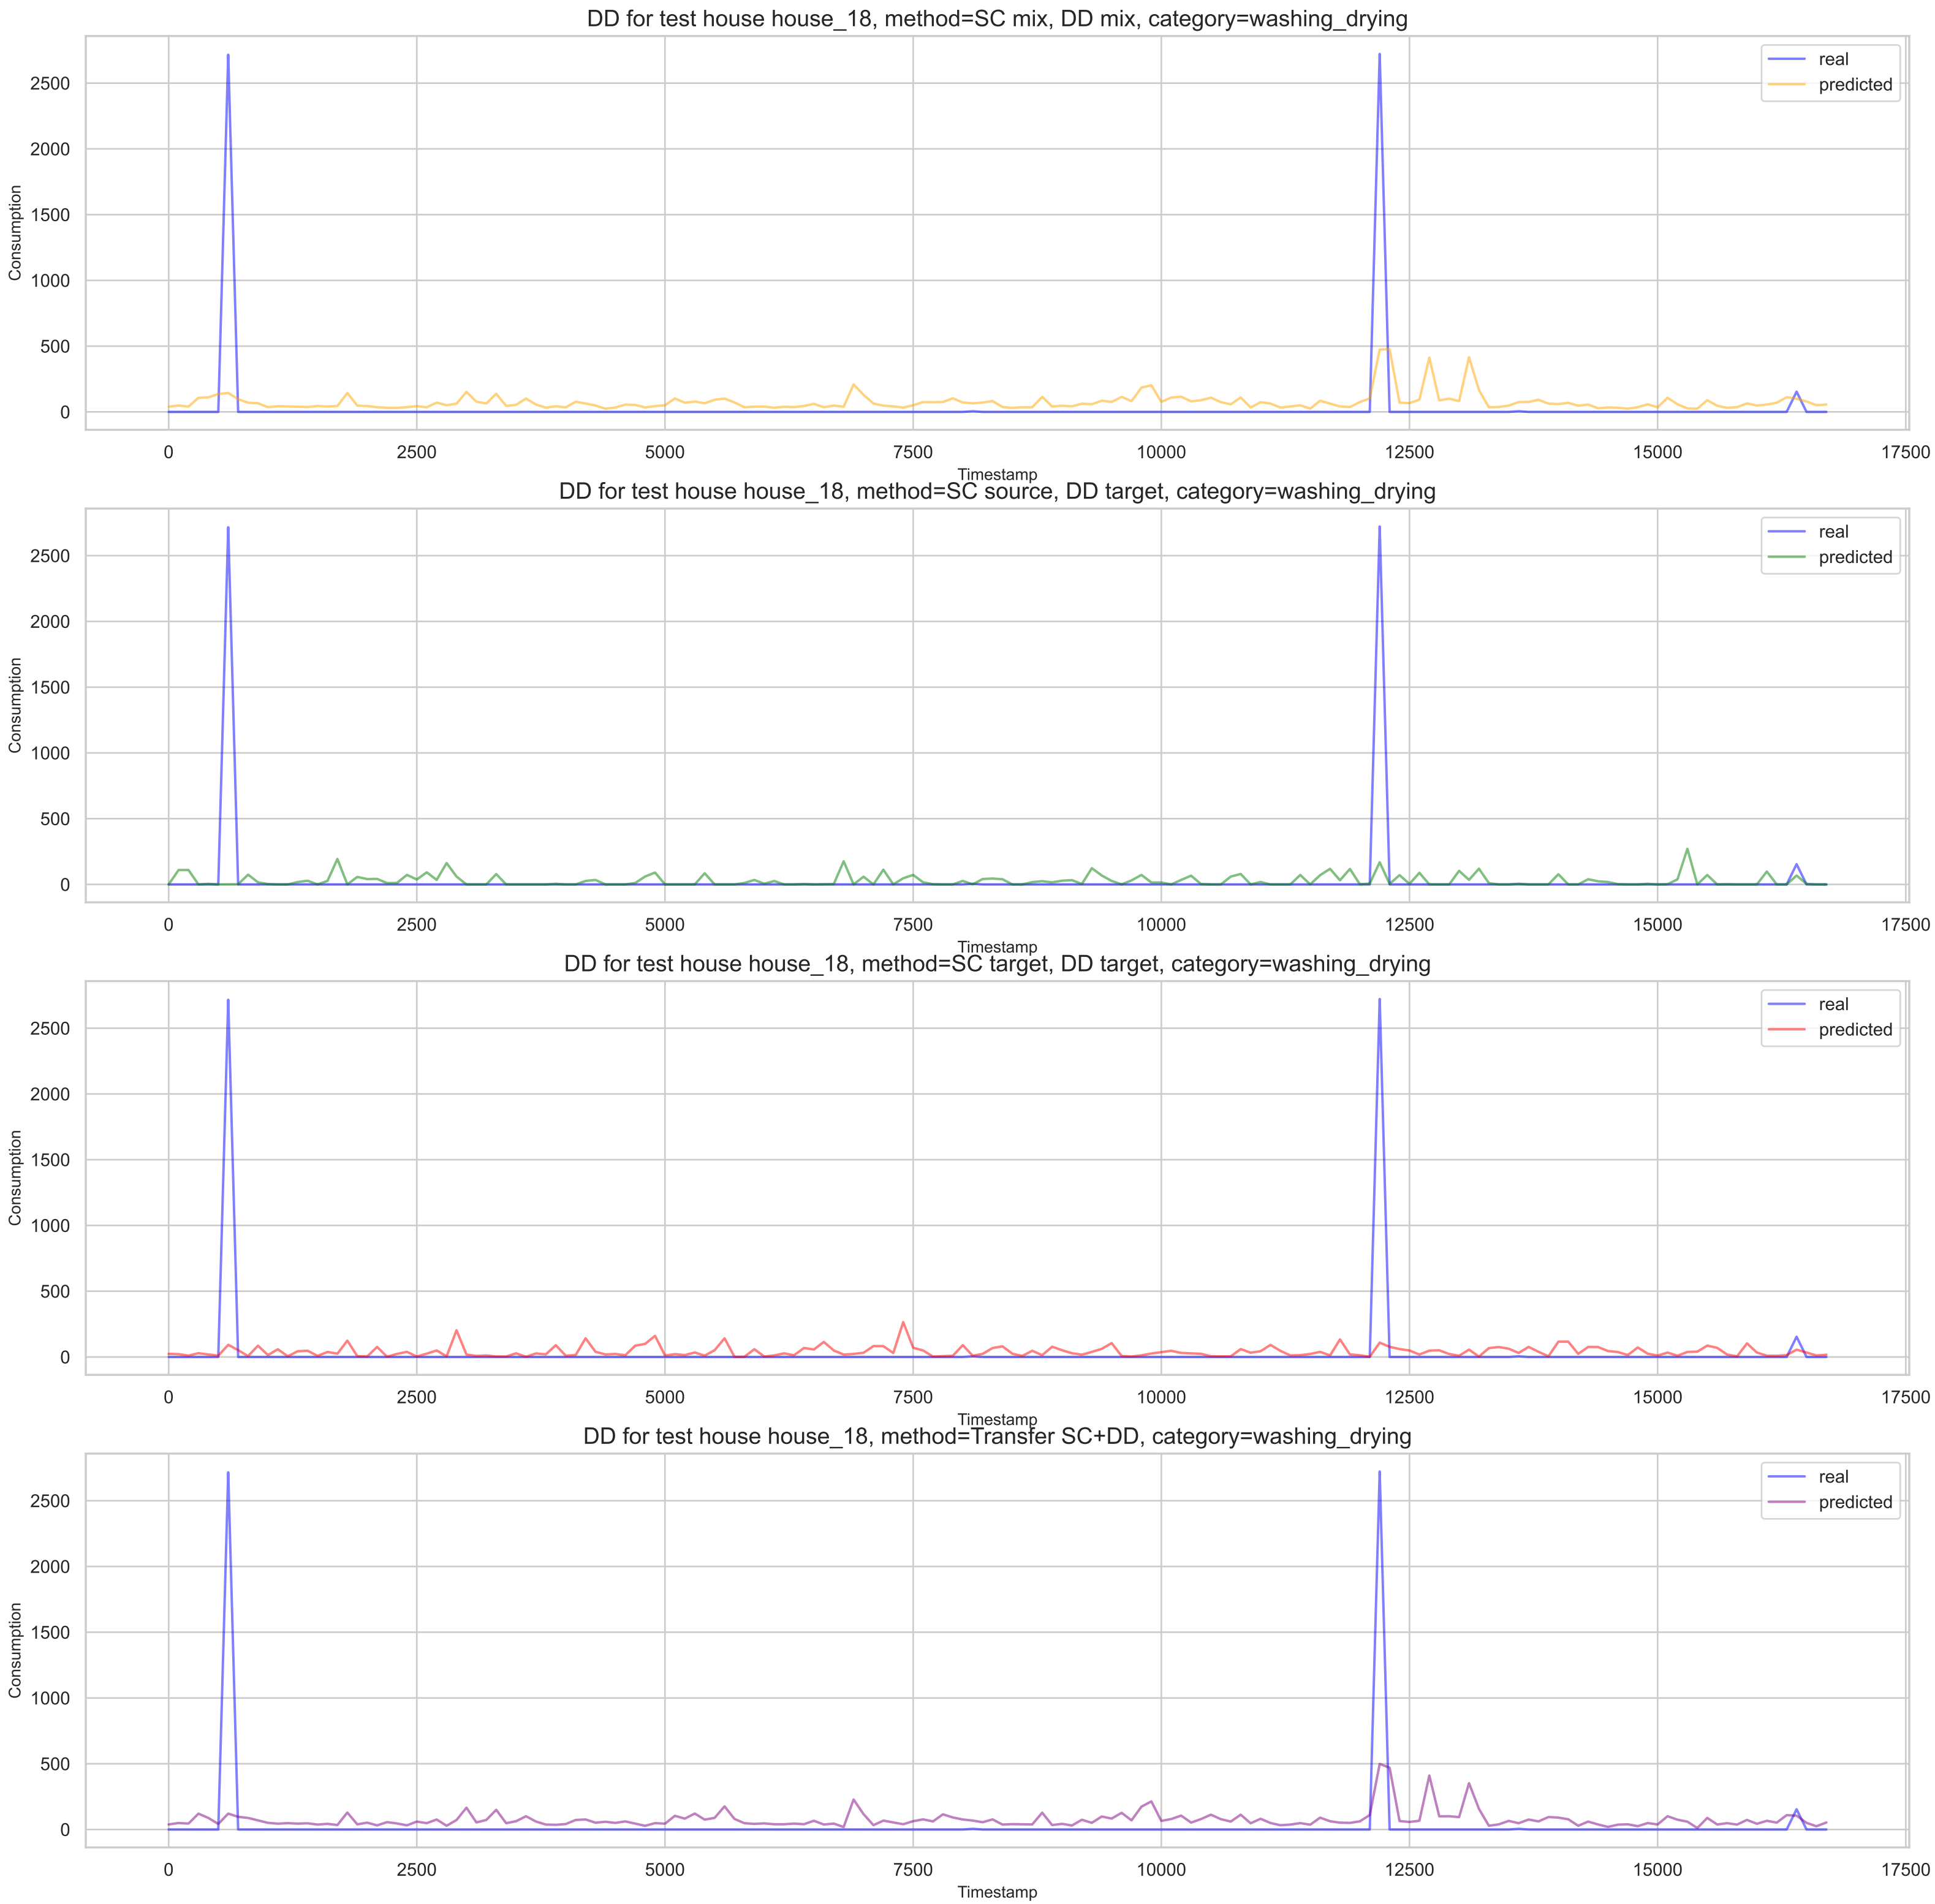 DD for test house house_18, method=SC mix, DD mix, category=washing_drying
real
predicted
2500
2000
1500
1000
500
0
Consumption
0 2500 5000 7500 10000 12500 15000 17500
Timestamp
DD for test house house_18, method=SC source, DD target, category=washing_drying
real
predicted
2500
2000
1500
1000
500
0
Consumption
0 2500 5000 7500 10000 12500 15000 17500
Timestamp
DD for test house house_18, method=SC target, DD target, category=washing_drying
real
predicted
2500
2000
1500
1000
500
0
Consumption
0 2500 5000 7500 10000 12500 15000 17500
Timestamp
DD for test house house_18, method=Transfer SC+DD, category=washing_drying
real
predicted
2500
2000
1500
1000
500
0
Consumption
0 2500 5000 7500 10000 12500 15000 17500
Timestamp